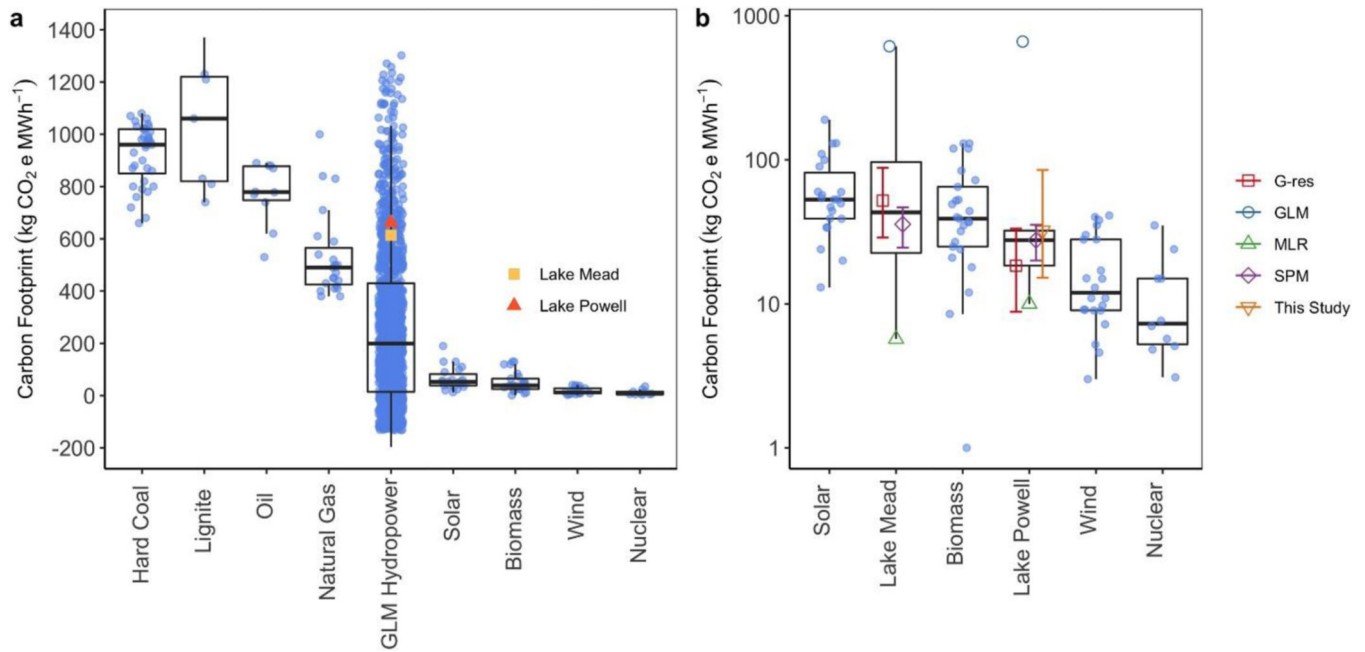 a
Carbon Footprint (kg CO₂ e MWh⁻¹)
1400
1200
1000
800
600
400
200
0
-200
Lake Mead
Lake Powell
Hard Coal
Lignite
Oil
Natural Gas
GLM Hydropower
Solar
Biomass
Wind
Nuclear
b
Carbon Footprint (kg CO₂ e MWh⁻¹)
1000
100
10
1
Solar
Lake Mead
Biomass
Lake Powell
Wind
Nuclear
G-res
GLM
MLR
SPM
This Study